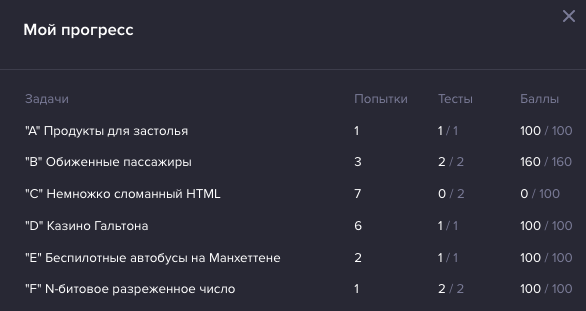 Мой прогресс
Задачи Попытки Тесты Баллы
"A" Продукты для застолья 1 1 / 1 100 / 100
"B" Обиженные пассажиры 3 2 / 2 160 / 160
"C" Немножко сломанный HTML 7 0 / 2 0 / 100
"D" Казино Гальтона 6 1 / 1 100 / 100
"E" Беспилотные автобусы на Манхеттене 2 1 / 1 100 / 100
"F" N-битовое разреженное число 1 2 / 2 100 / 100